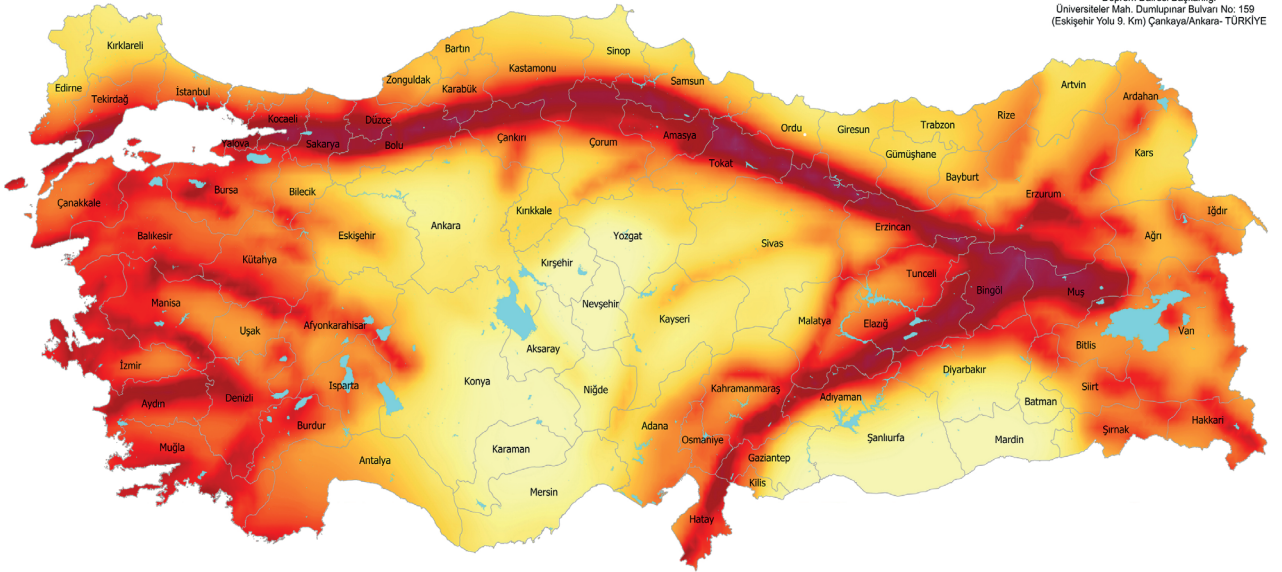 Üniversiteler Mah. Dumlupınar Bulvarı No: 159
(Eskişehir Yolu 9. Km) Çankaya/Ankara- TÜRKİYE
Kırklareli
Edirne
Tekirdağ
İstanbul
Kocaeli
Yalova
Sakarya
Düzce
Bolu
Zonguldak
Bartın
Karabük
Kastamonu
Sinop
Samsun
Çankırı
Çorum
Amasya
Tokat
Ordu
Giresun
Trabzon
Gümüşhane
Bayburt
Rize
Artvin
Ardahan
Kars
Erzurum
Iğdır
Ağrı
Çanakkale
Bursa
Bilecik
Balıkesir
Kütahya
Eskişehir
Ankara
Kırıkkale
Yozgat
Kırşehir
Sivas
Erzincan
Tunceli
Bingöl
Muş
Manisa
Uşak
Afyonkarahisar
Nevşehir
Kayseri
Malatya
Elazığ
Van
Bitlis
İzmir
Aydın
Denizli
Isparta
Burdur
Konya
Aksaray
Niğde
Kahramanmaraş
Adıyaman
Diyarbakır
Batman
Siirt
Muğla
Antalya
Karaman
Mersin
Adana
Osmaniye
Gaziantep
Kilis
Hatay
Şanlıurfa
Mardin
Şırnak
Hakkari